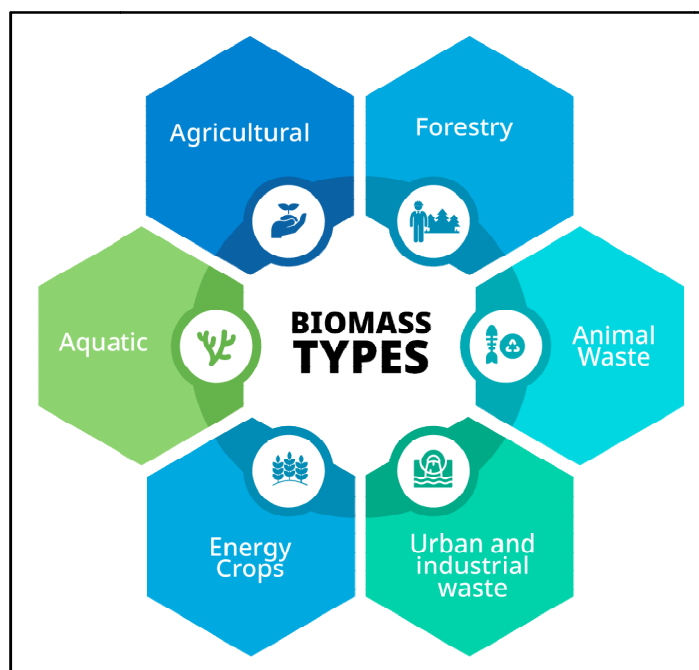 Agricultural
Forestry
Aquatic
BIOMASS
TYPES
Animal
Waste
Energy
Crops
Urban and
industrial
waste